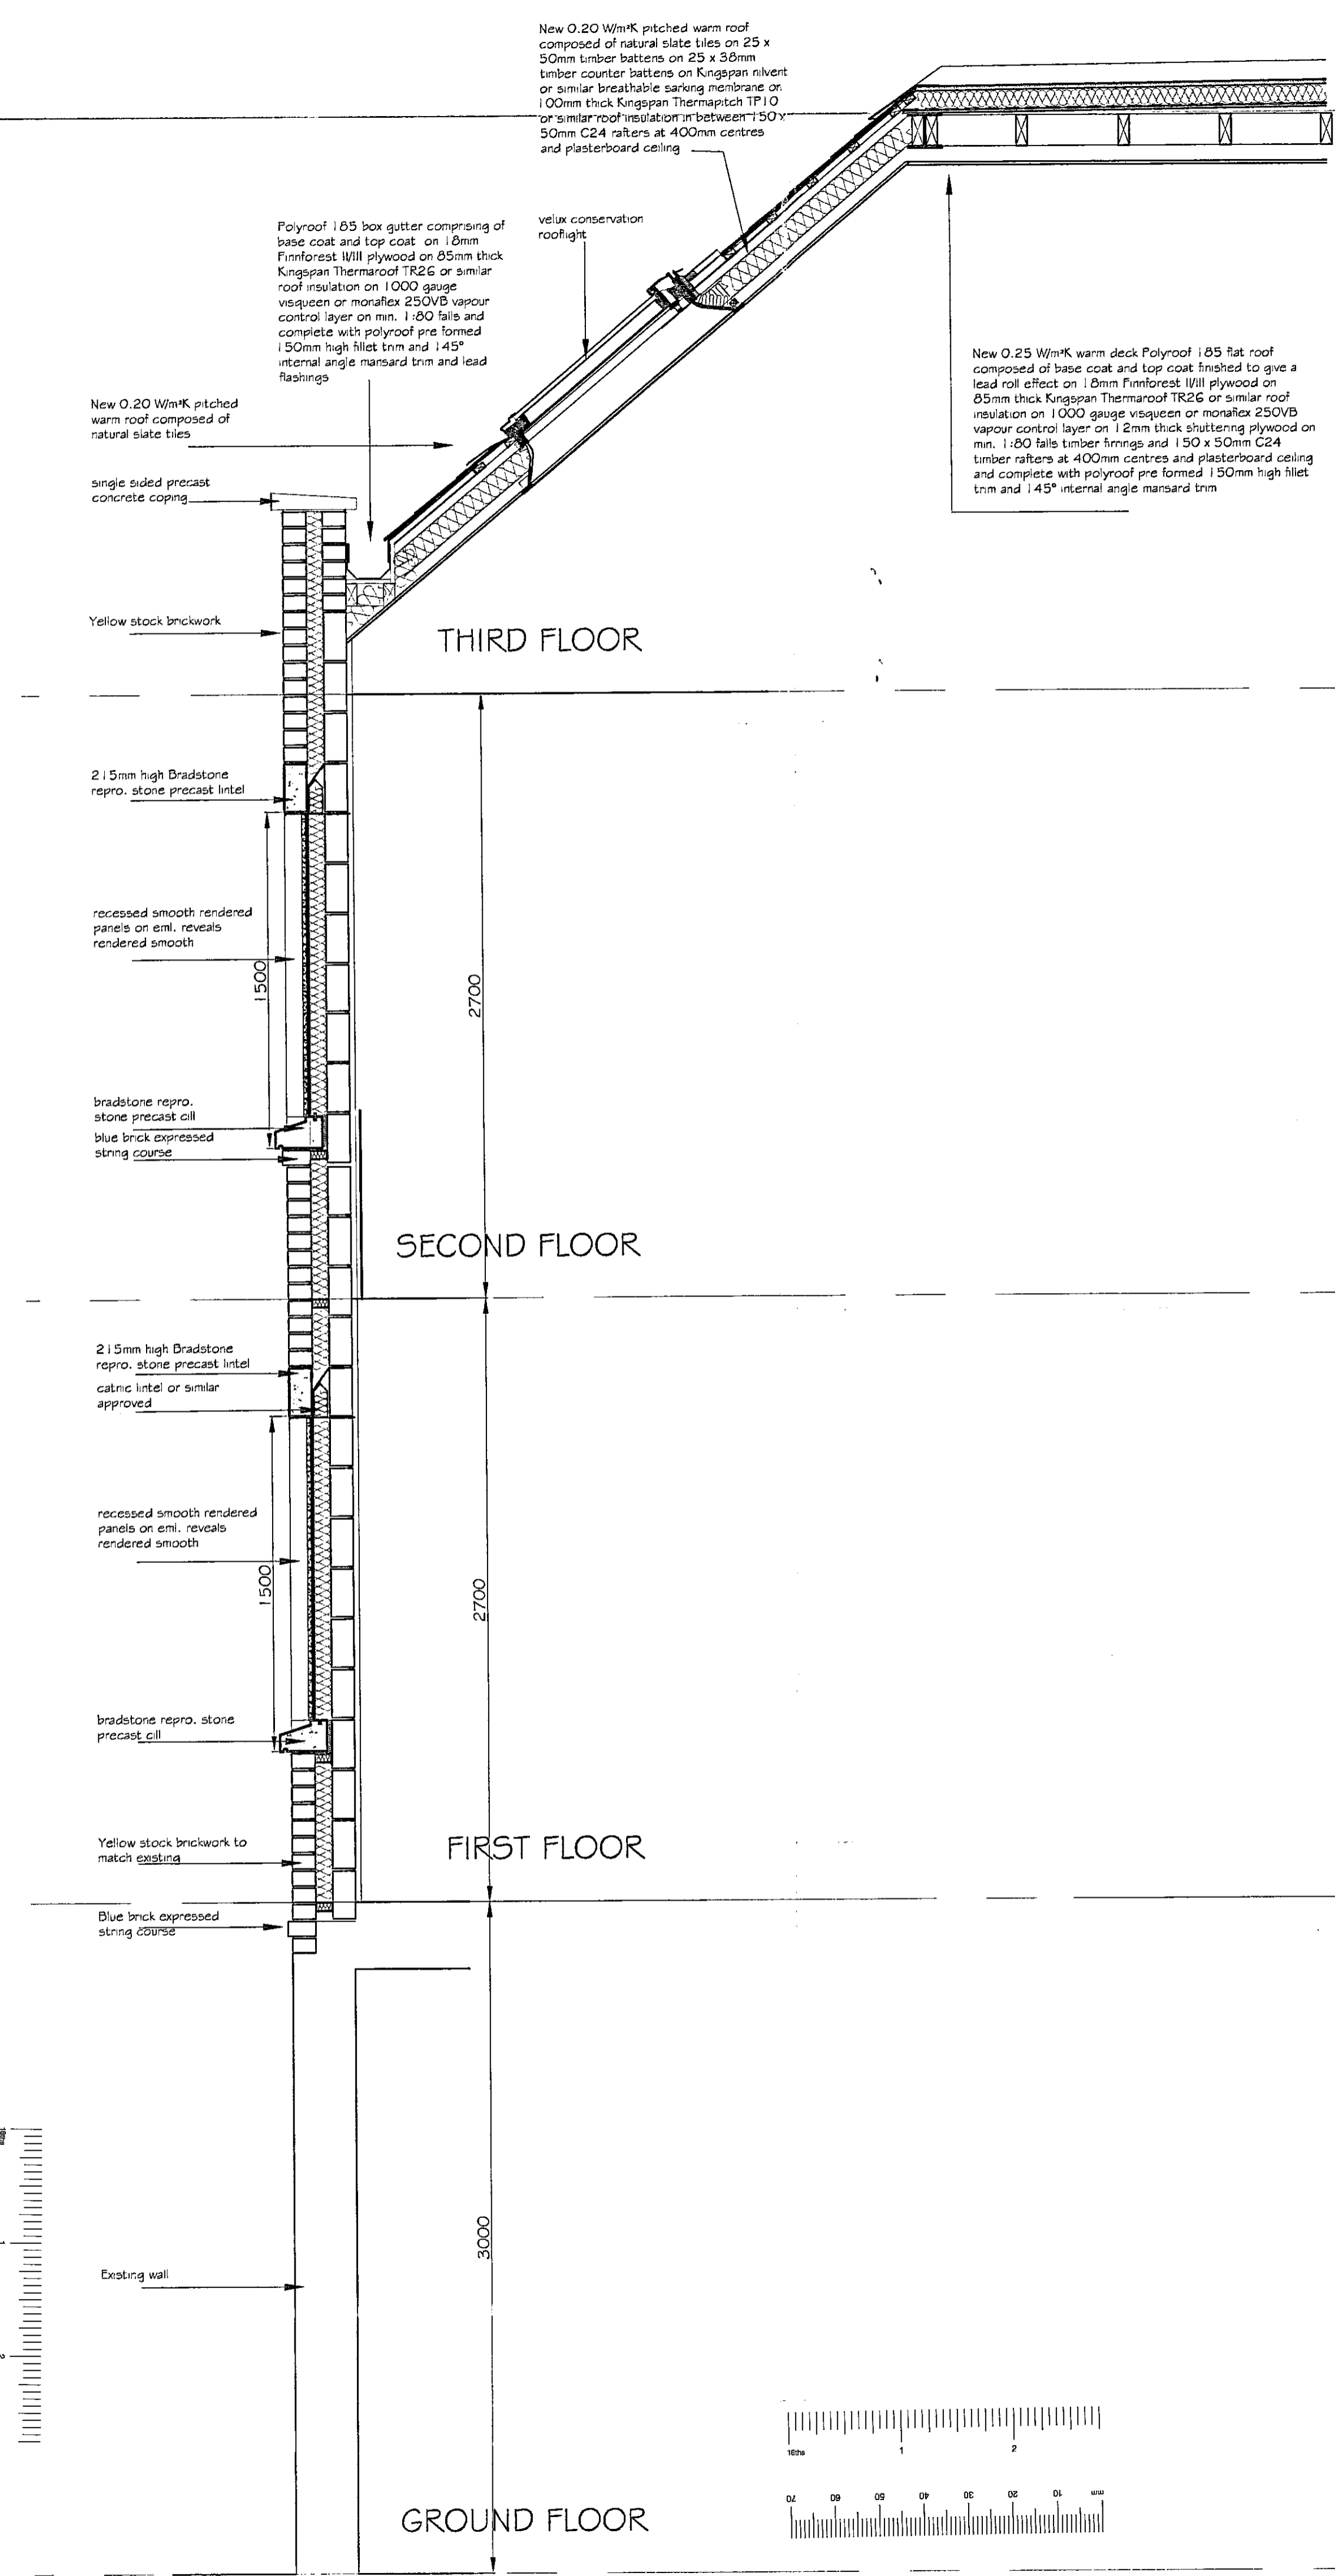 New 0.20 W/m²K pitched warm roof
composed of natural slate tiles on 25 x
50mm timber battens on 25 x 38mm
timber counter battens on Kingspan nilvent
or similar breathable sarking membrane on
100mm thick Kingspan Thermapitch TP10
or similar roof insulation in between 150 x
50mm C24 rafters at 400mm centres
and plasterboard ceiling
velux conservation
rooflight
Polyroof 185 box gutter comprising of
base coat and top coat on 18mm
Finnforest II/III plywood on 85mm thick
Kingspan Thermaroof TR26 or similar
roof insulation on 1000 gauge
visqueen or monaflex 250VB vapour
control layer on min. 1:80 falls and
complete with polyroof pre formed
150mm high fillet trim and 145°
internal angle mansard trim and lead
flashings
New 0.25 W/m²K warm deck Polyroof 185 flat roof
composed of base coat and top coat finished to give a
lead roll effect on 18mm Finnforest II/III plywood on
85mm thick Kingspan Thermaroof TR26 or similar roof
insulation on 1000 gauge visqueen or monaflex 250VB
vapour control layer on 12mm thick shuttering plywood on
min. 1:80 falls timber firrings and 150 x 50mm C24
timber rafters at 400mm centres and plasterboard ceiling
and complete with polyroof pre formed 150mm high fillet
trim and 145° internal angle mansard trim
New 0.20 W/m²K pitched
warm roof composed of
natural slate tiles
single sided precast
concrete coping
Yellow stock brickwork
THIRD FLOOR
215mm high Bradstone
repro. stone precast lintel
recessed smooth rendered
panels on eml. reveals
rendered smooth
1500
2700
bradstone repro.
stone precast cill
blue brick expressed
string course
SECOND FLOOR
215mm high Bradstone
repro. stone precast lintel
catnic lintel or similar
approved
recessed smooth rendered
panels on eml. reveals
rendered smooth
1500
2700
bradstone repro. stone
precast cill
Yellow stock brickwork to
match existing
FIRST FLOOR
Blue brick expressed
string course
3000
Existing wall
GROUND FLOOR
16ths
1
2
16ths 1 2
70 60 50 40 30 20 10 mm